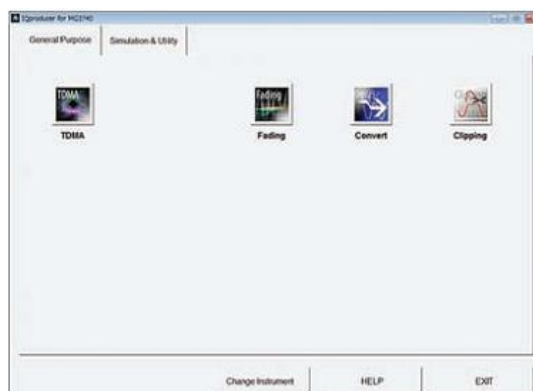 IQproducer for MG3740
General Purpose
Simulation & Utility
TDMA
Fading
TDMA
Fading
Convert
Clipping
Change Instrument
HELP
EXIT